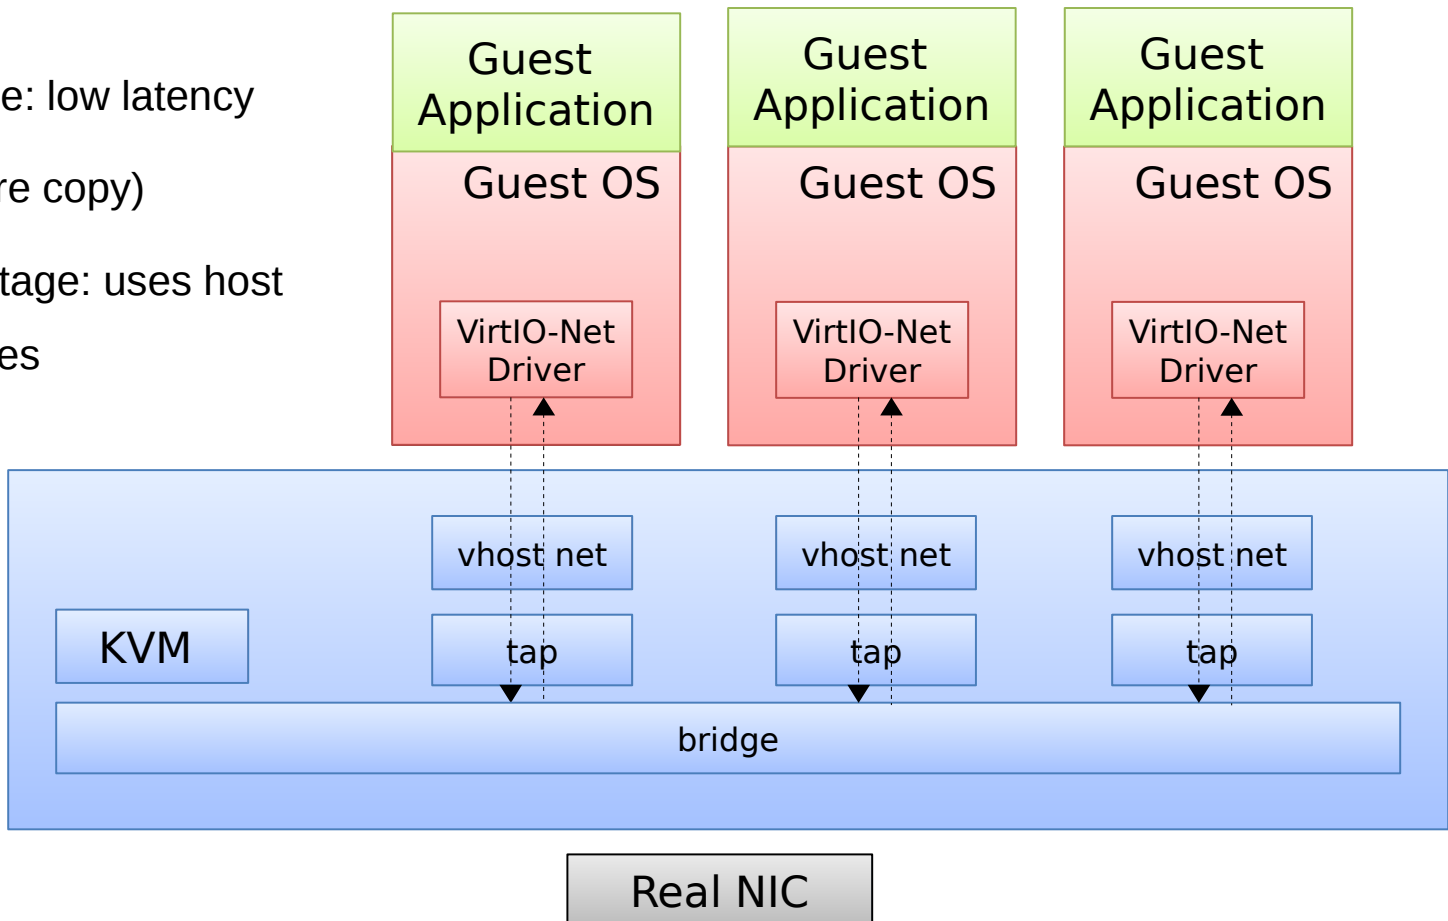 e: low latency
re copy)
tage: uses host
es
Guest
Application
Guest OS
VirtIO-Net
Driver
Guest
Application
Guest OS
VirtIO-Net
Driver
Guest
Application
Guest OS
VirtIO-Net
Driver
vhost net
vhost net
vhost net
KVM
tap
tap
tap
bridge
Real NIC